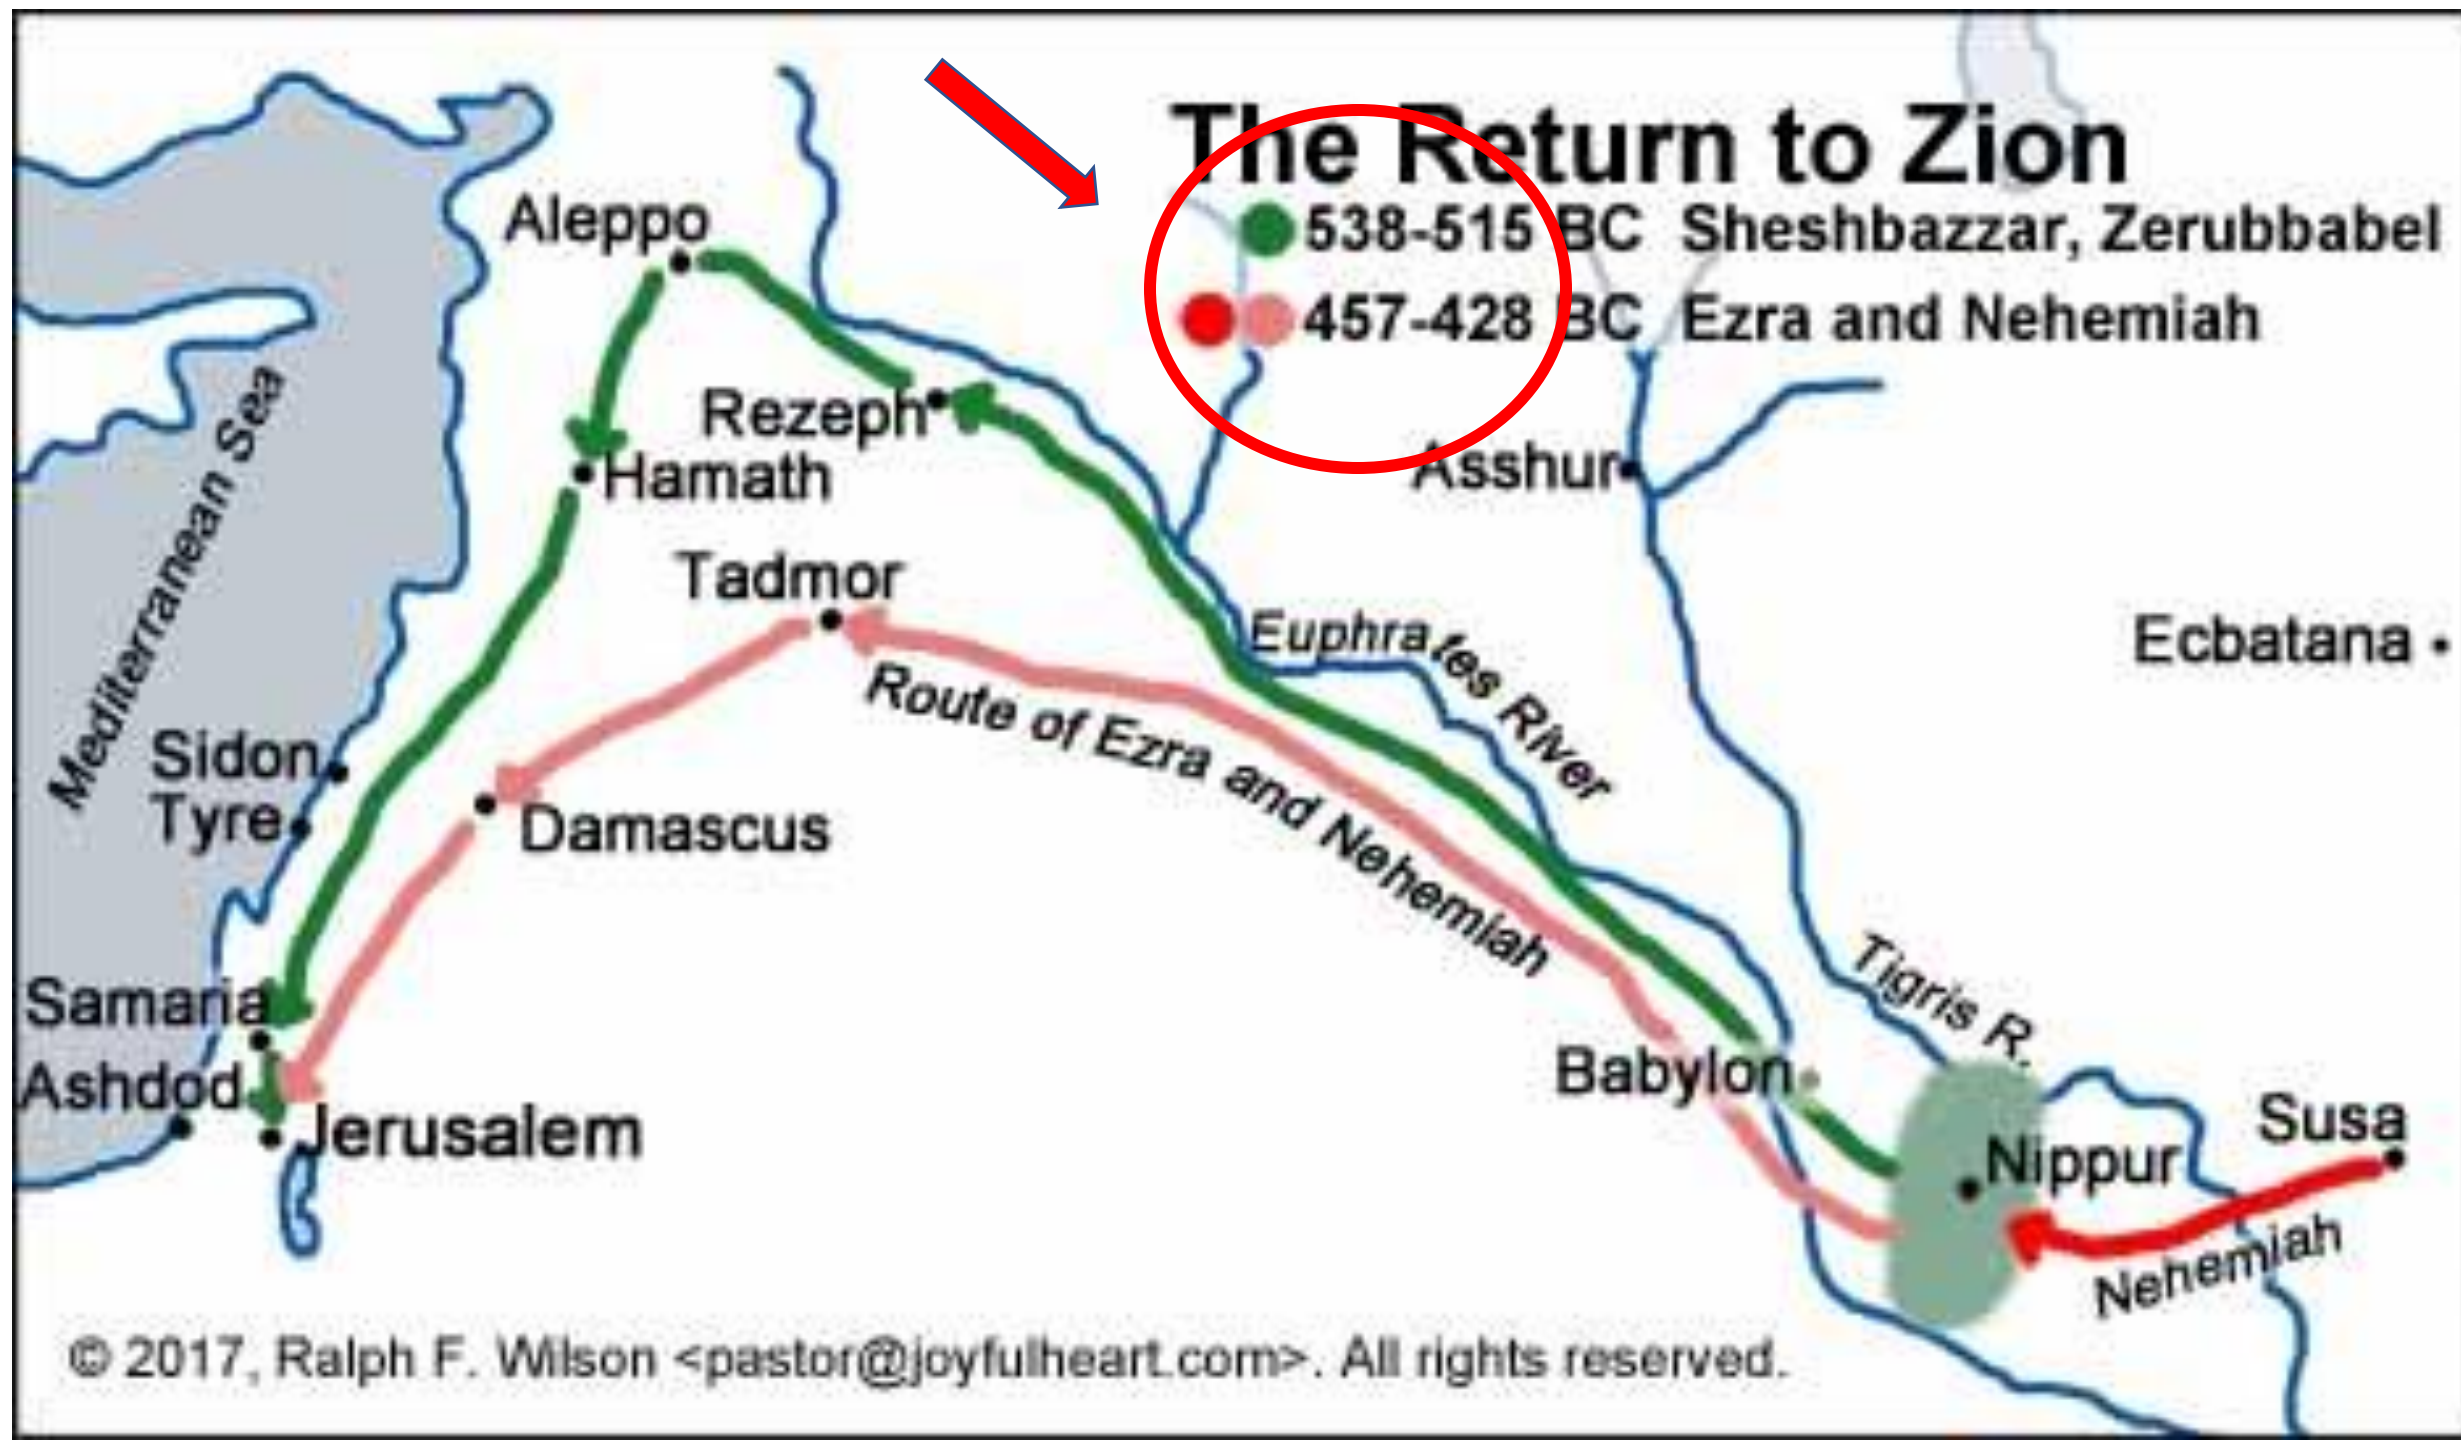 The Return to Zion
538-515 BC Sheshbazzar, Zerubbabel
457-428 BC Ezra and Nehemiah
Aleppo
Rezeph
Hamath
Asshur
Mediterranean Sea
Tadmor
Euphrates River
Ecbatana
Route of Ezra and Nehemiah
Sidon
Tyre
Damascus
Tigris R.
Samaria
Ashdod
Babylon
Jerusalem
Nippur
Susa
Nehemiah
© 2017, Ralph F. Wilson <pastor@joyfulheart.com>. All rights reserved.